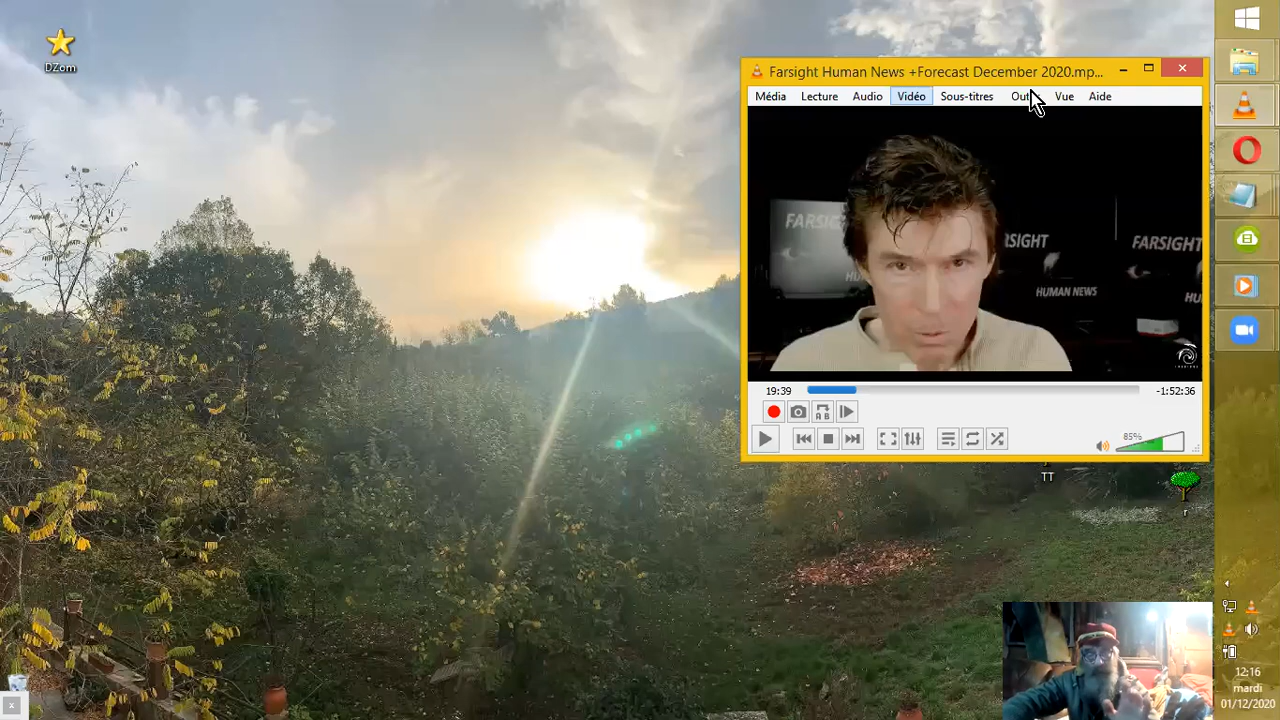 DZom
Farsight Human News +Forecast December 2020.mp...
Média Lecture Audio Vidéo Sous-titres Vue Aide
FARSIGHT
HUMAN NEWS
FARSIGHT
19:39
-1:52:36
85%
TT
r
12:16
mardi
01/12/2020